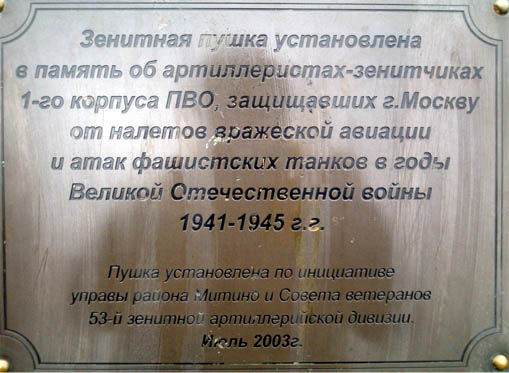 Зенитная пушка установлена
в память об артиллеристах-зенитчиках
1-го корпуса ПВО, защищавших г.Москву
от налетов вражеской авиации
и атак фашистских танков в годы
Великой Отечественной войны
1941-1945 г.г.
Пушка установлена по инициативе
управы района Митино и Совета ветеранов
53-й зенитной артиллерийской дивизии.
Июль 2003г.